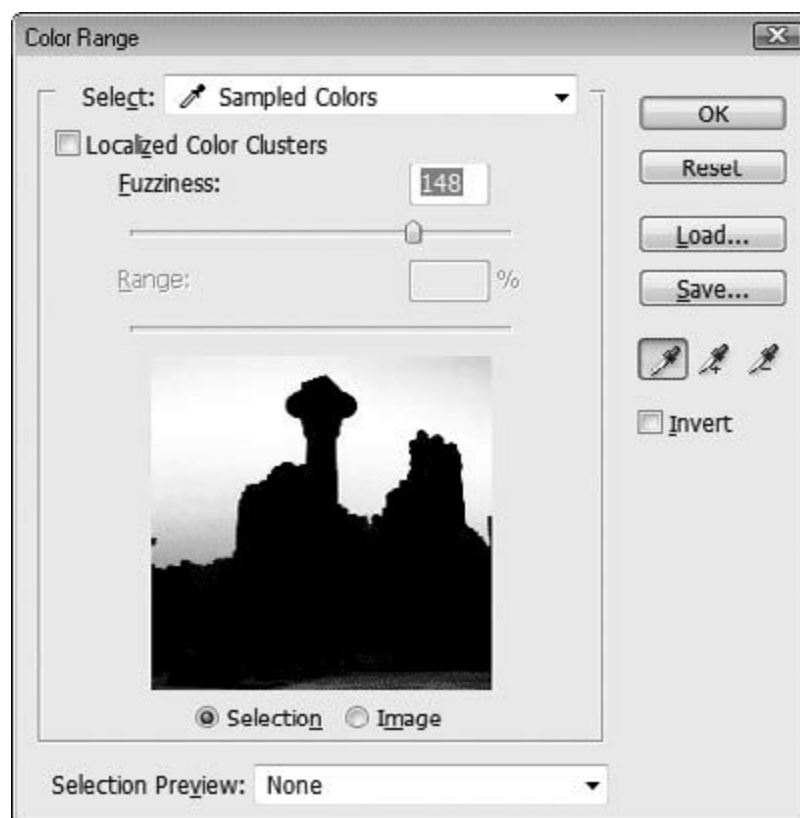 Color Range
Select: Sampled Colors
OK
Localized Color Clusters
Reset
Fuzziness: 148
Load...
Range: %
Save...
Invert
Selection Image
Selection Preview: None